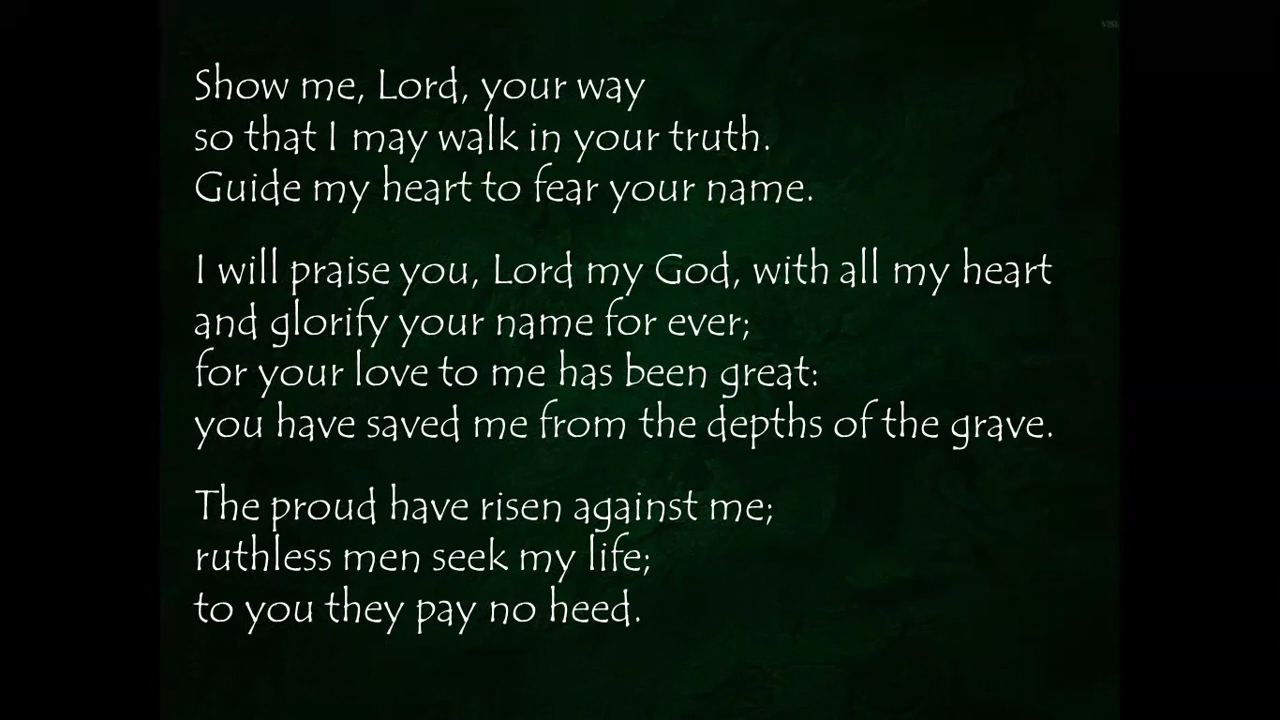 Show me, Lord, your way
so that I may walk in your truth.
Guide my heart to fear your name.
I will praise you, Lord my God, with all my heart
and glorify your name for ever;
for your love to me has been great:
you have saved me from the depths of the grave.
The proud have risen against me;
ruthless men seek my life;
to you they pay no heed.